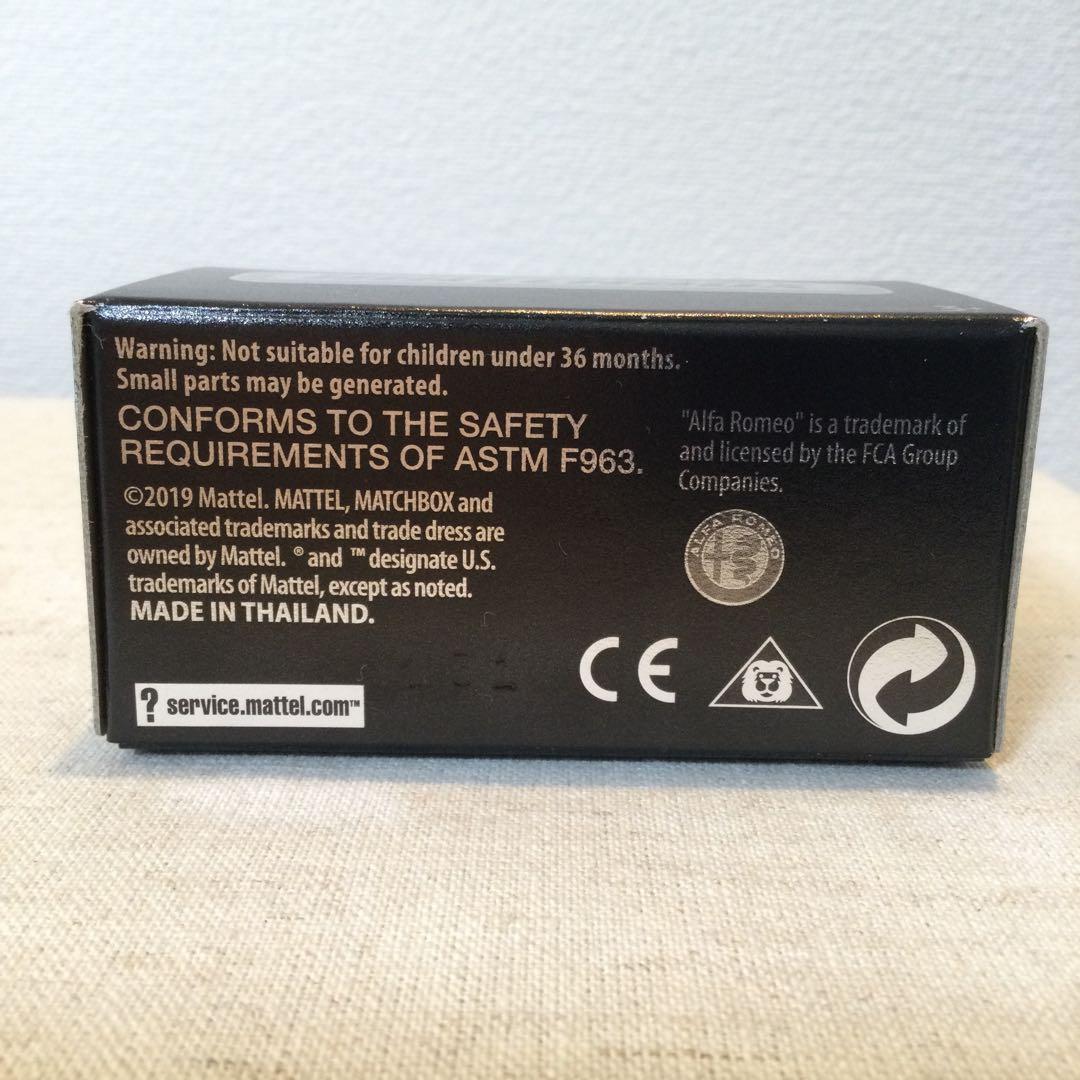 Warning: Not suitable for children under 36 months.
Small parts may be generated.
CONFORMS TO THE SAFETY
REQUIREMENTS OF ASTM F963.
©2019 Mattel. MATTEL, MATCHBOX and
associated trademarks and trade dress are
owned by Mattel. ® and ™ designate U.S.
trademarks of Mattel, except as noted.
MADE IN THAILAND.
? service.mattel.com™
"Alfa Romeo" is a trademark of
and licensed by the FCA Group
Companies.
ALFA ROMEO
CE